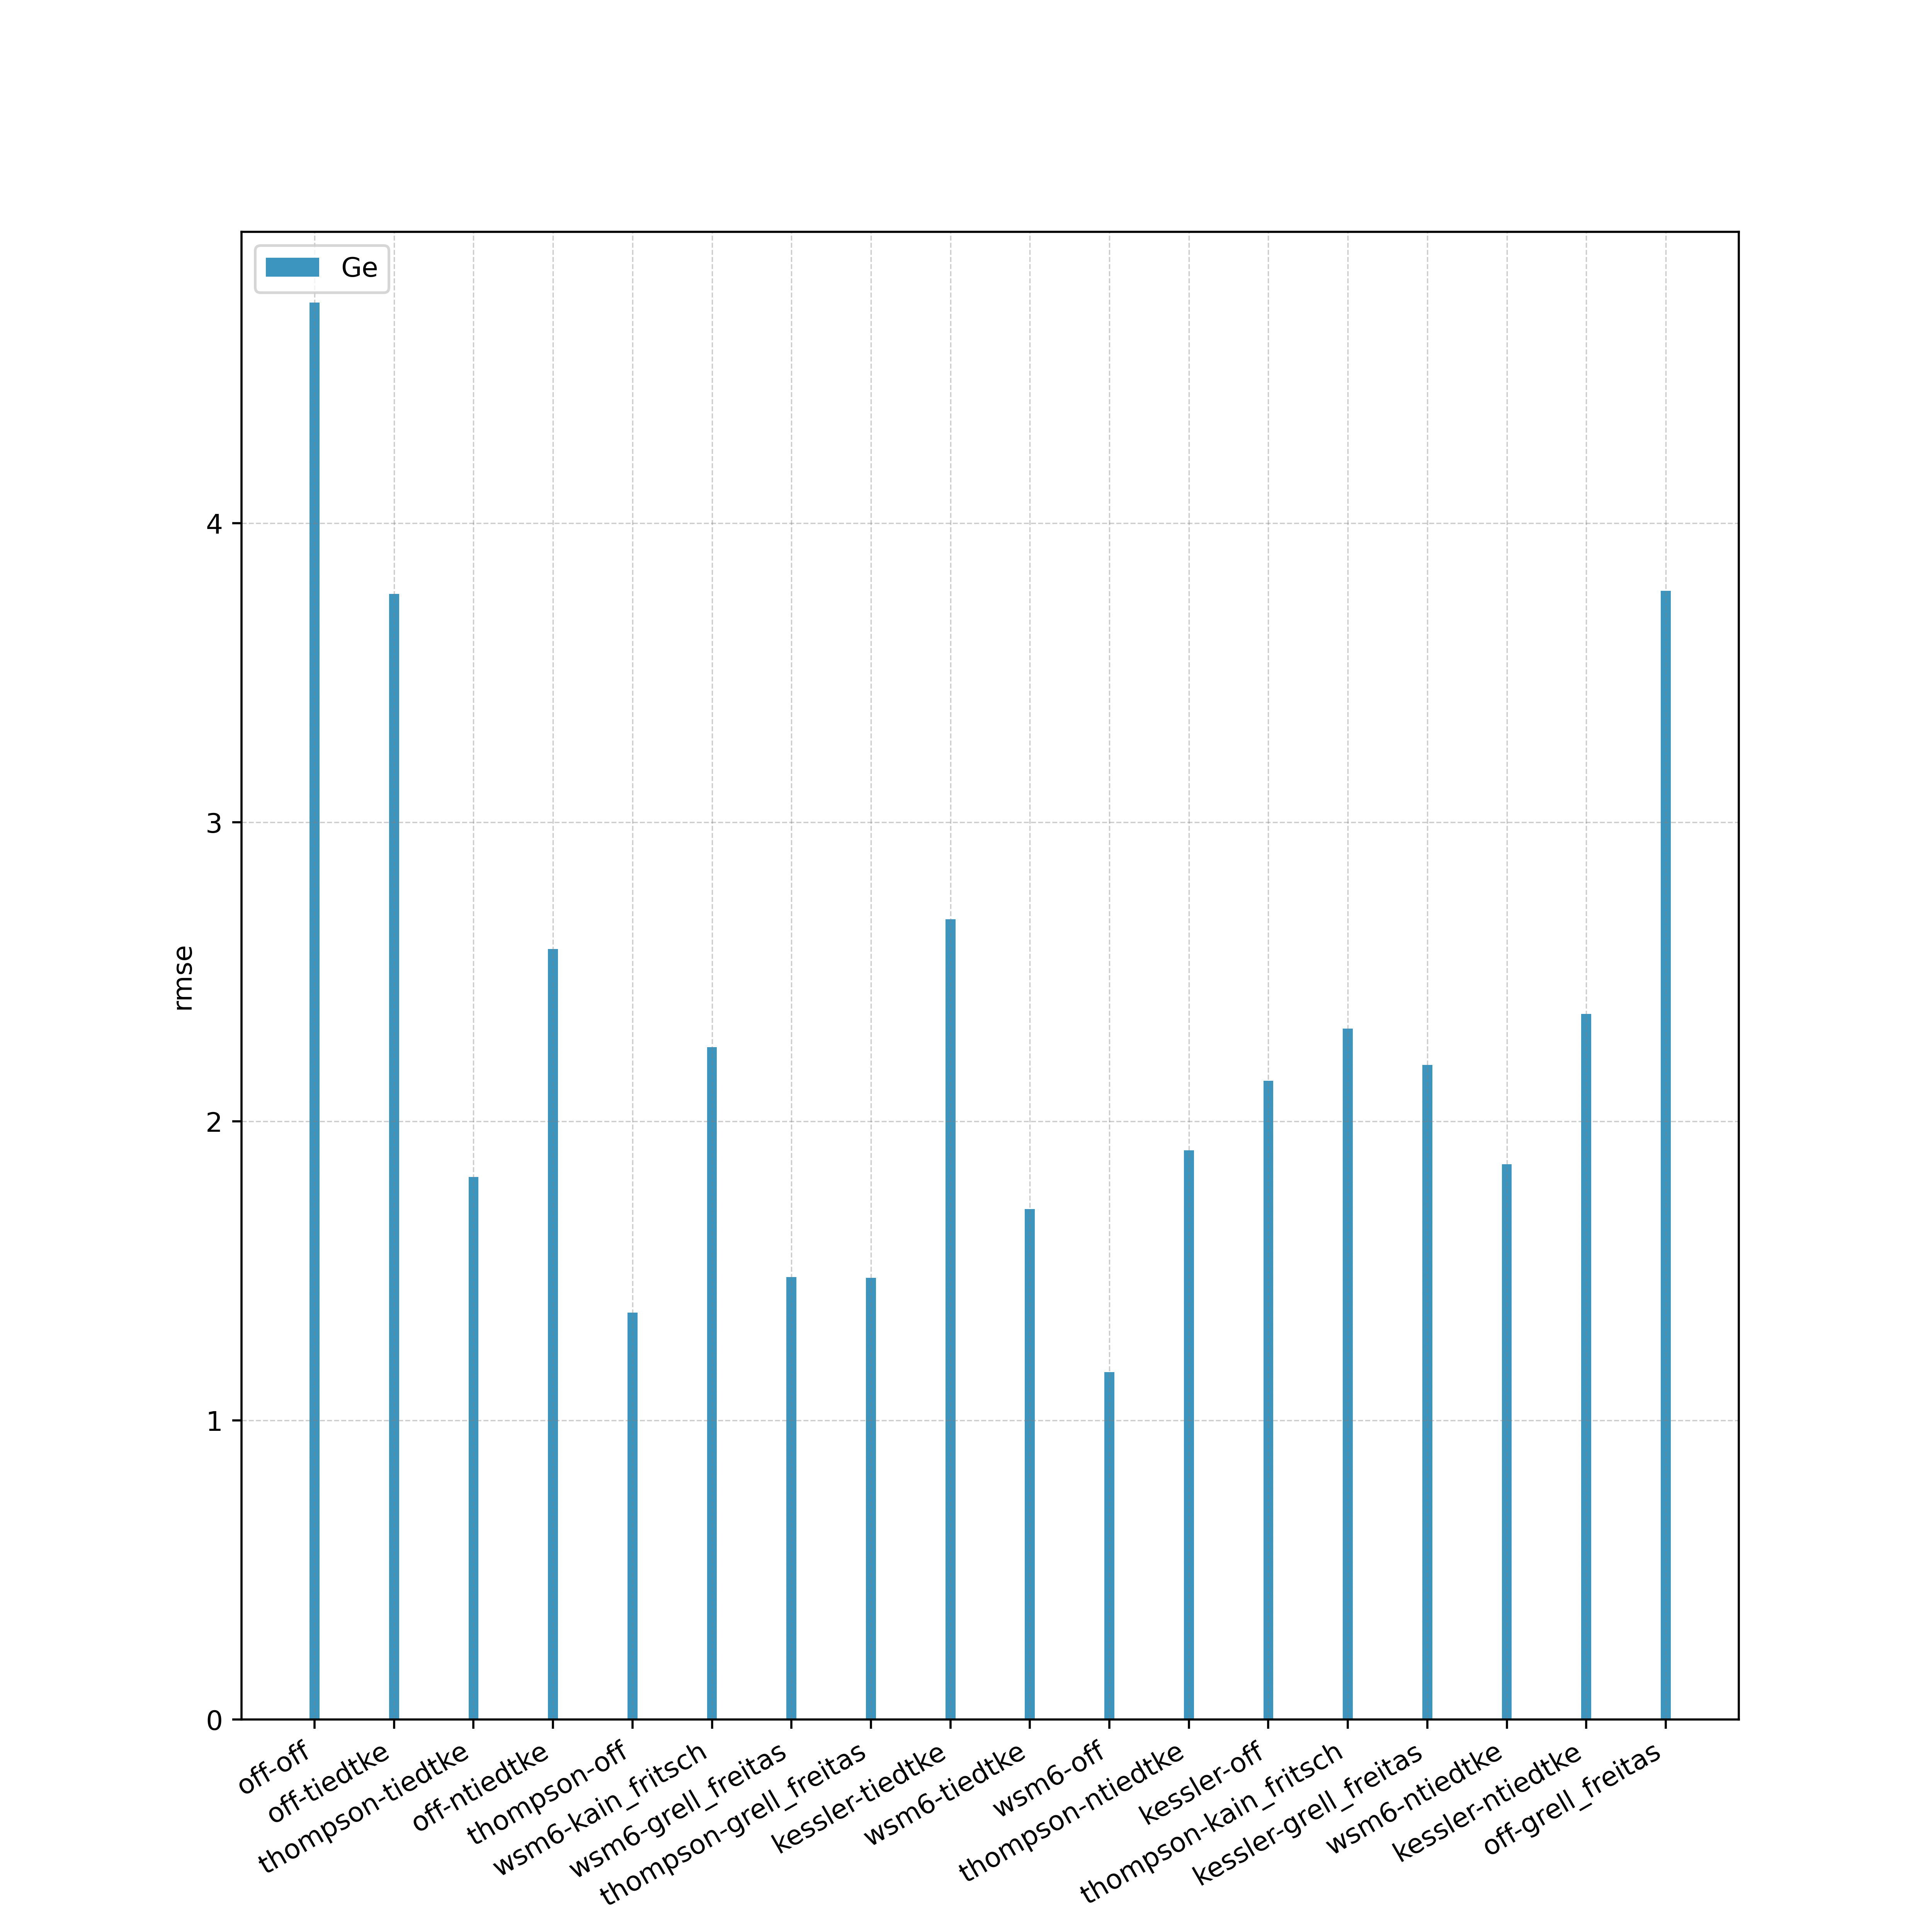 Ge
4
3
2
1
0
rmse
off-off
off-tiedtke
thompson-tiedtke
off-ntiedtke
thompson-off
wsm6-kain_fritsch
wsm6-grell_freitas
thompson-grell_freitas
kessler-tiedtke
wsm6-tiedtke
wsm6-off
thompson-ntiedtke
kessler-off
thompson-kain_fritsch
kessler-grell_freitas
wsm6-ntiedtke
kessler-ntiedtke
off-grell_freitas